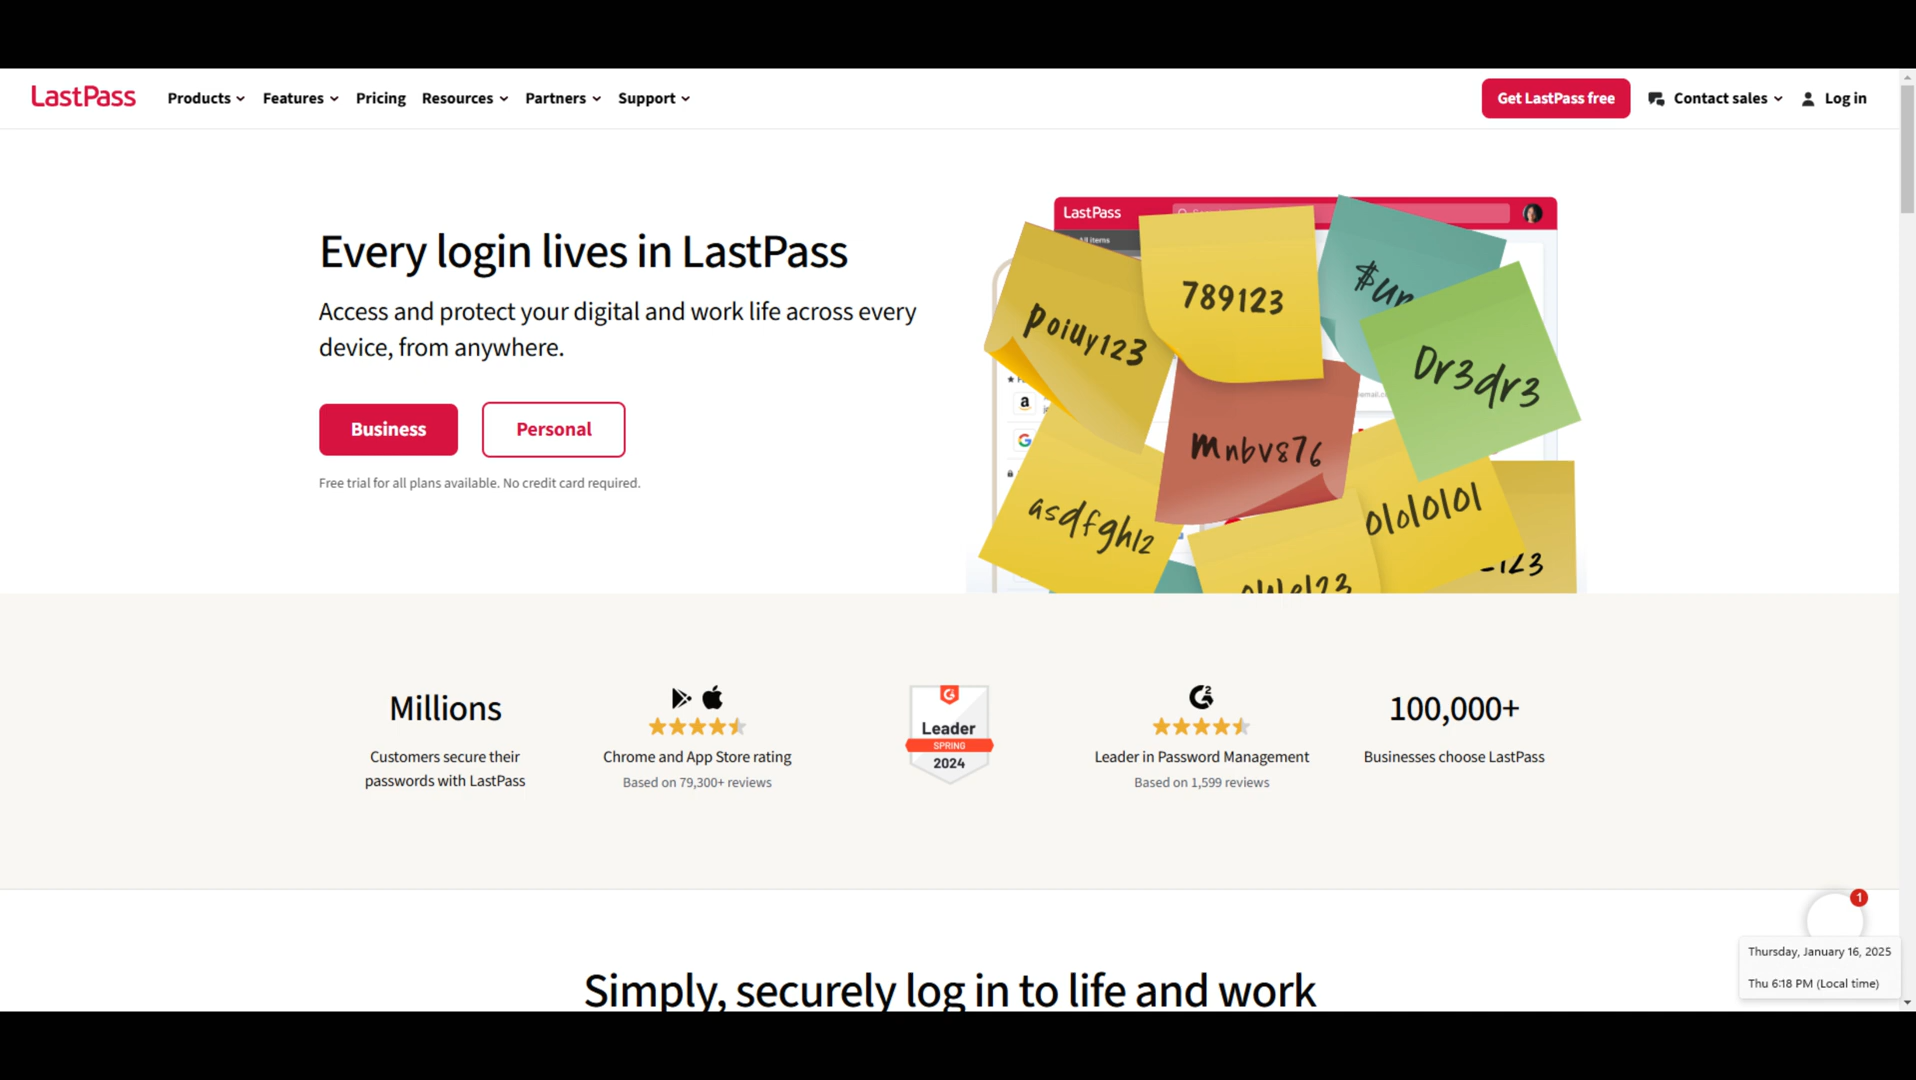 LastPass
Products Features Pricing Resources Partners Support
Get LastPass free Contact sales Log in
Every login lives in LastPass
Access and protect your digital and work life across every
device, from anywhere.
Business Personal
Free trial for all plans available. No credit card required.
LastPass
All items
poiuy123
789123
Dr3dr3
mnbv876
asdfgh12
Millions
Customers secure their
passwords with LastPass
Chrome and App Store rating
Based on 79,300+ reviews
Leader
SPRING
2024
Leader in Password Management
Based on 1,599 reviews
100,000+
Businesses choose LastPass
1
Simply, securely log in to life and work
Thursday, January 16, 2025
Thu 6:18 PM (Local time)